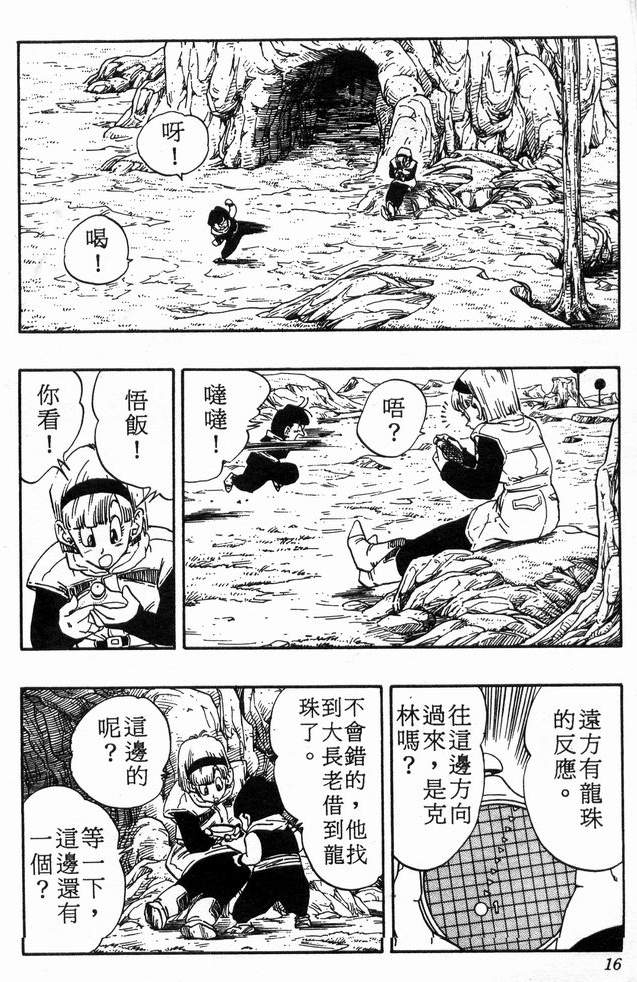 呀！
喝！
唔？
噠噠！
悟飯！
你看！
遠方有龍珠
的反應。
往這邊方向
過來，是克
林嗎？
不會錯的，他找
到大長老借到龍
珠了。
這邊的
呢？
等一下，
這邊還有
一個？
16